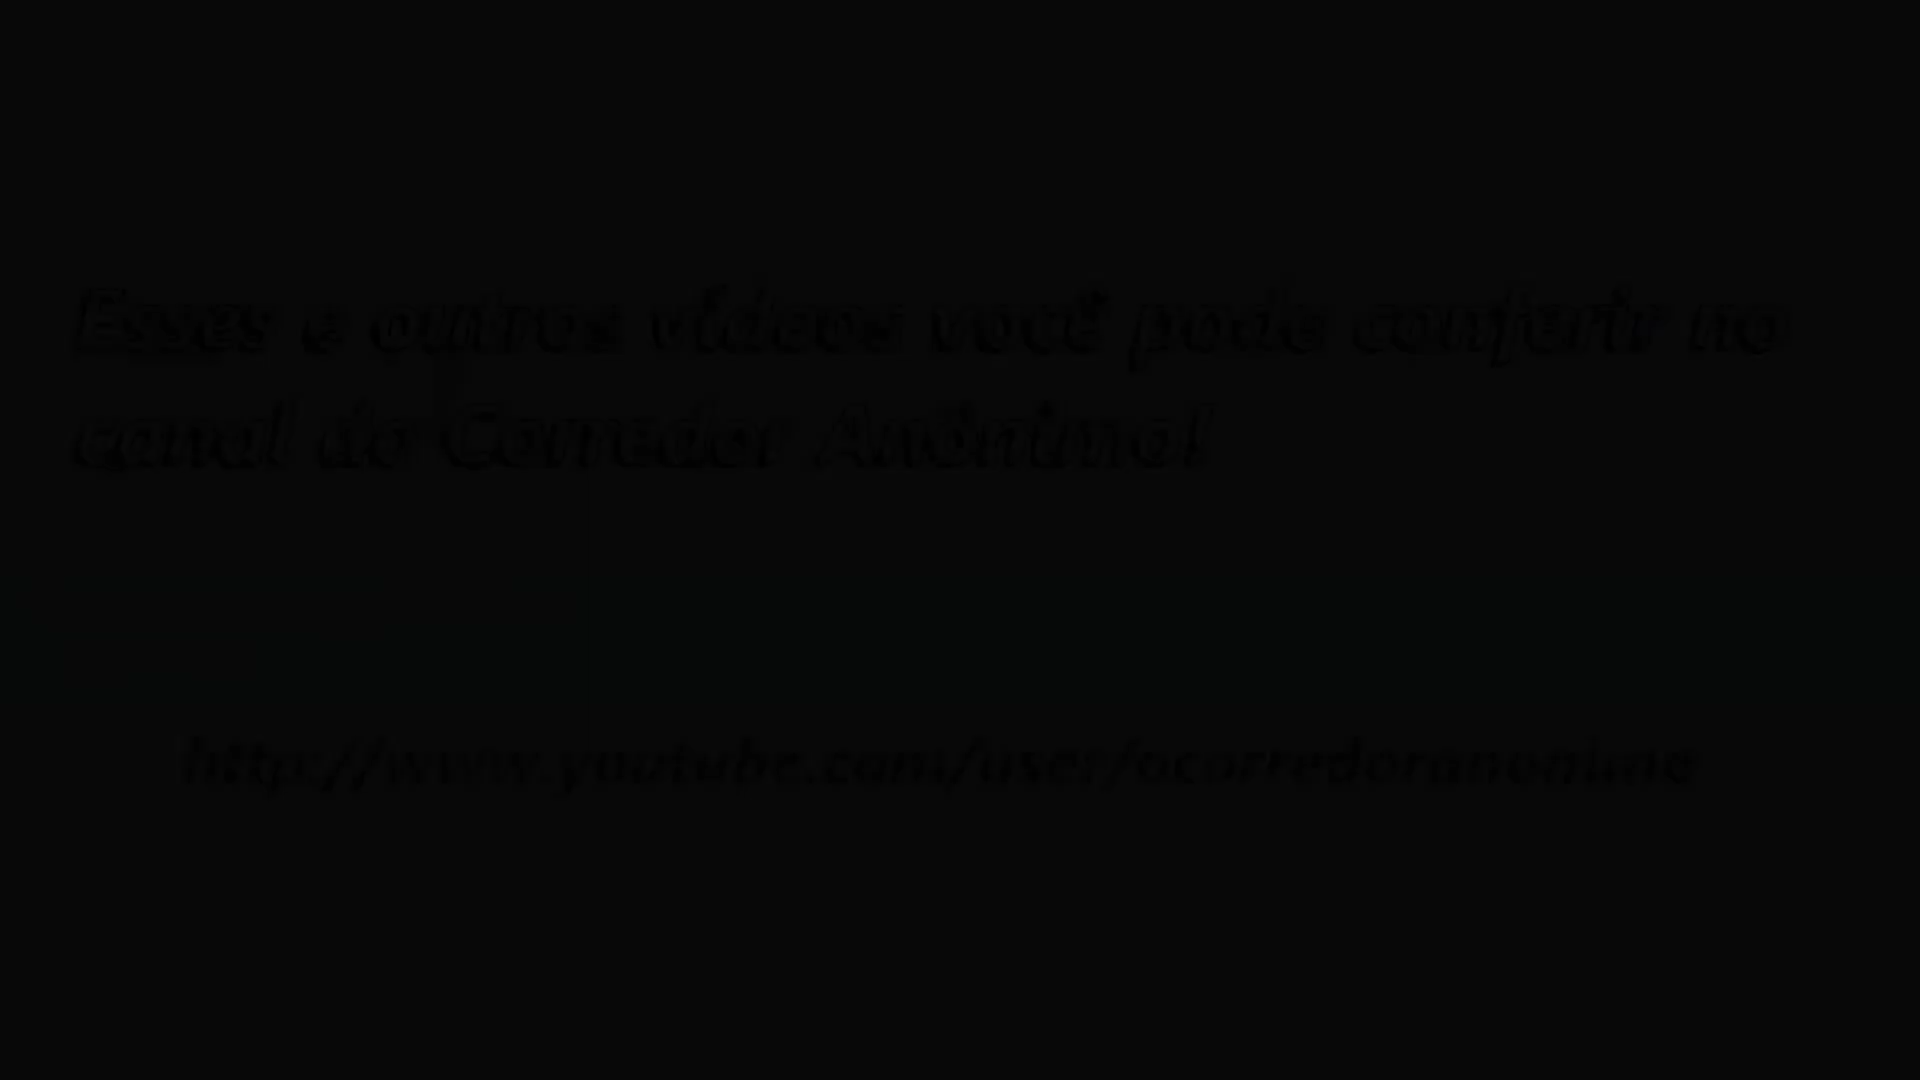 Esses e outros vídeos você pode conferir no
canal do Corredor Anônimo!
http://www.youtube.com/user/ocorredoranonimo